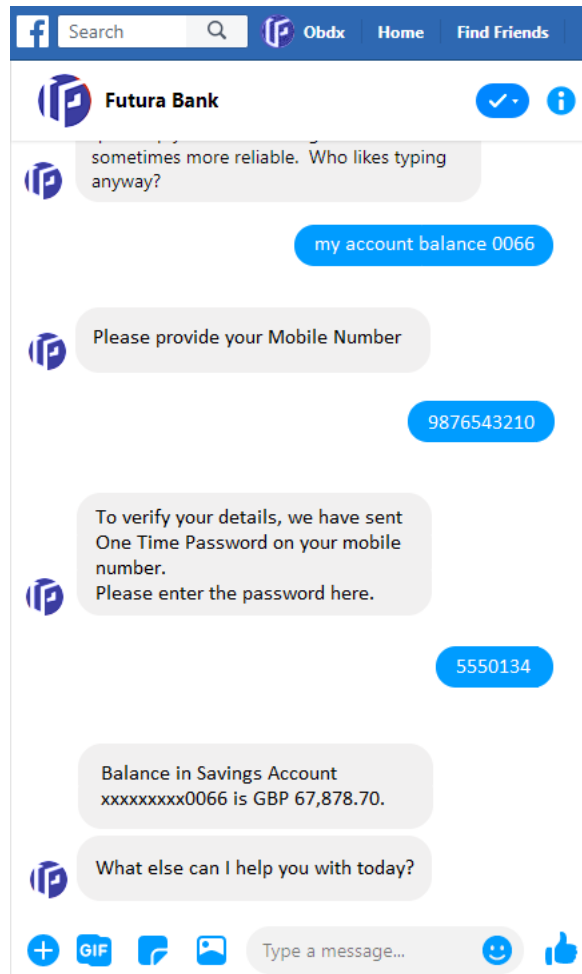 Search
Obdx
Home
Find Friends
Futura Bank
sometimes more reliable.  Who likes typing
anyway?
my account balance 0066
Please provide your Mobile Number
9876543210
To verify your details, we have sent
One Time Password on your mobile
number.
Please enter the password here.
5550134
Balance in Savings Account
xxxxxxxxx0066 is GBP 67,878.70.
What else can I help you with today?
GIF
Type a message...